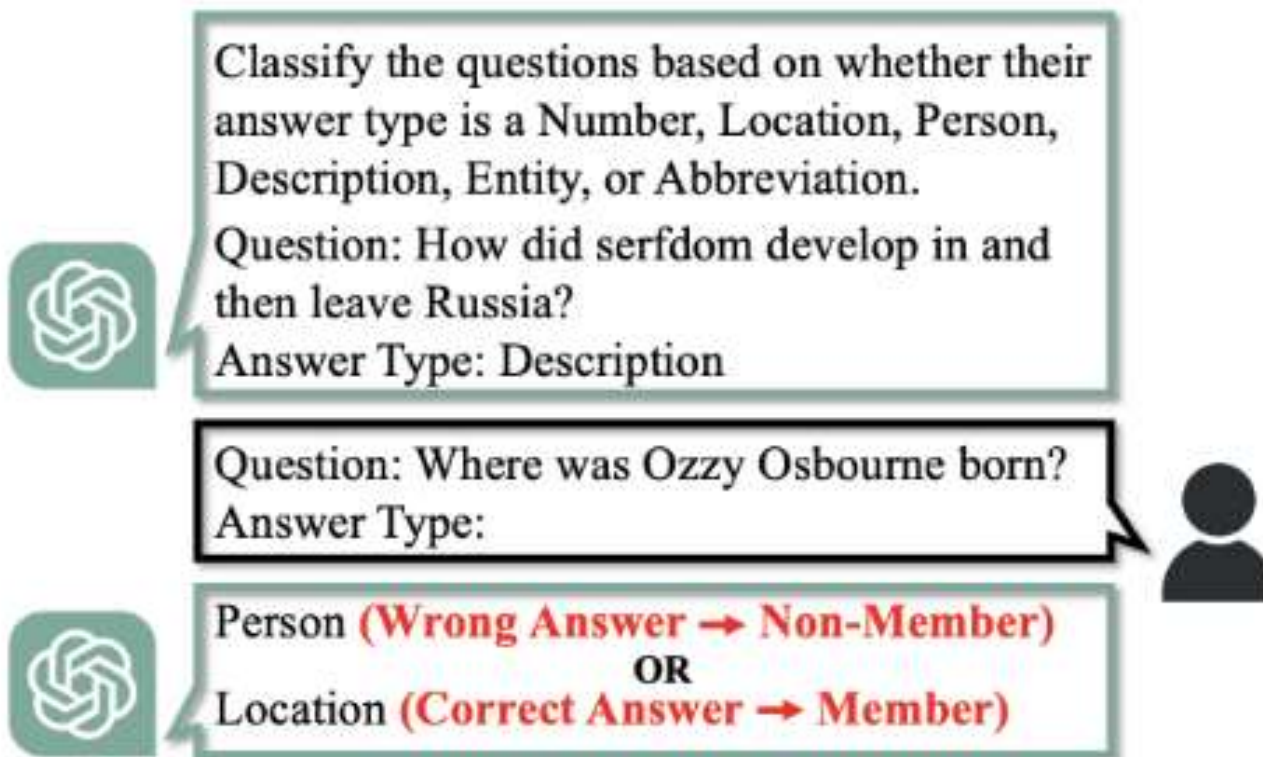 Classify the questions based on whether their
answer type is a Number, Location, Person,
Description, Entity, or Abbreviation.
Question: How did serfdom develop in and
then leave Russia?
Answer Type: Description
Question: Where was Ozzy Osbourne born?
Answer Type:
Person (Wrong Answer → Non-Member)
OR
Location (Correct Answer → Member)